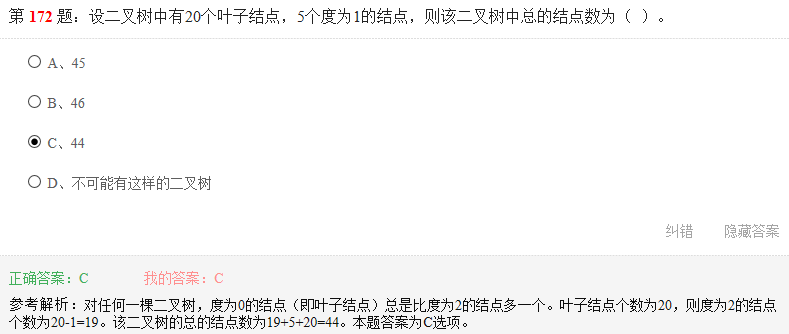 第 172 题：设二叉树中有20个叶子结点，5个度为1的结点，则该二叉树中总的结点数为（ ）。
A、45
B、46
C、44
D、不可能有这样的二叉树
纠错 隐藏答案
正确答案：C 我的答案：C
参考解析：对任何一棵二叉树，度为0的结点（即叶子结点）总是比度为2的结点多一个。叶子结点个数为20，则度为2的结点
个数为20-1=19。该二叉树的总的结点数为19+5+20=44。本题答案为C选项。